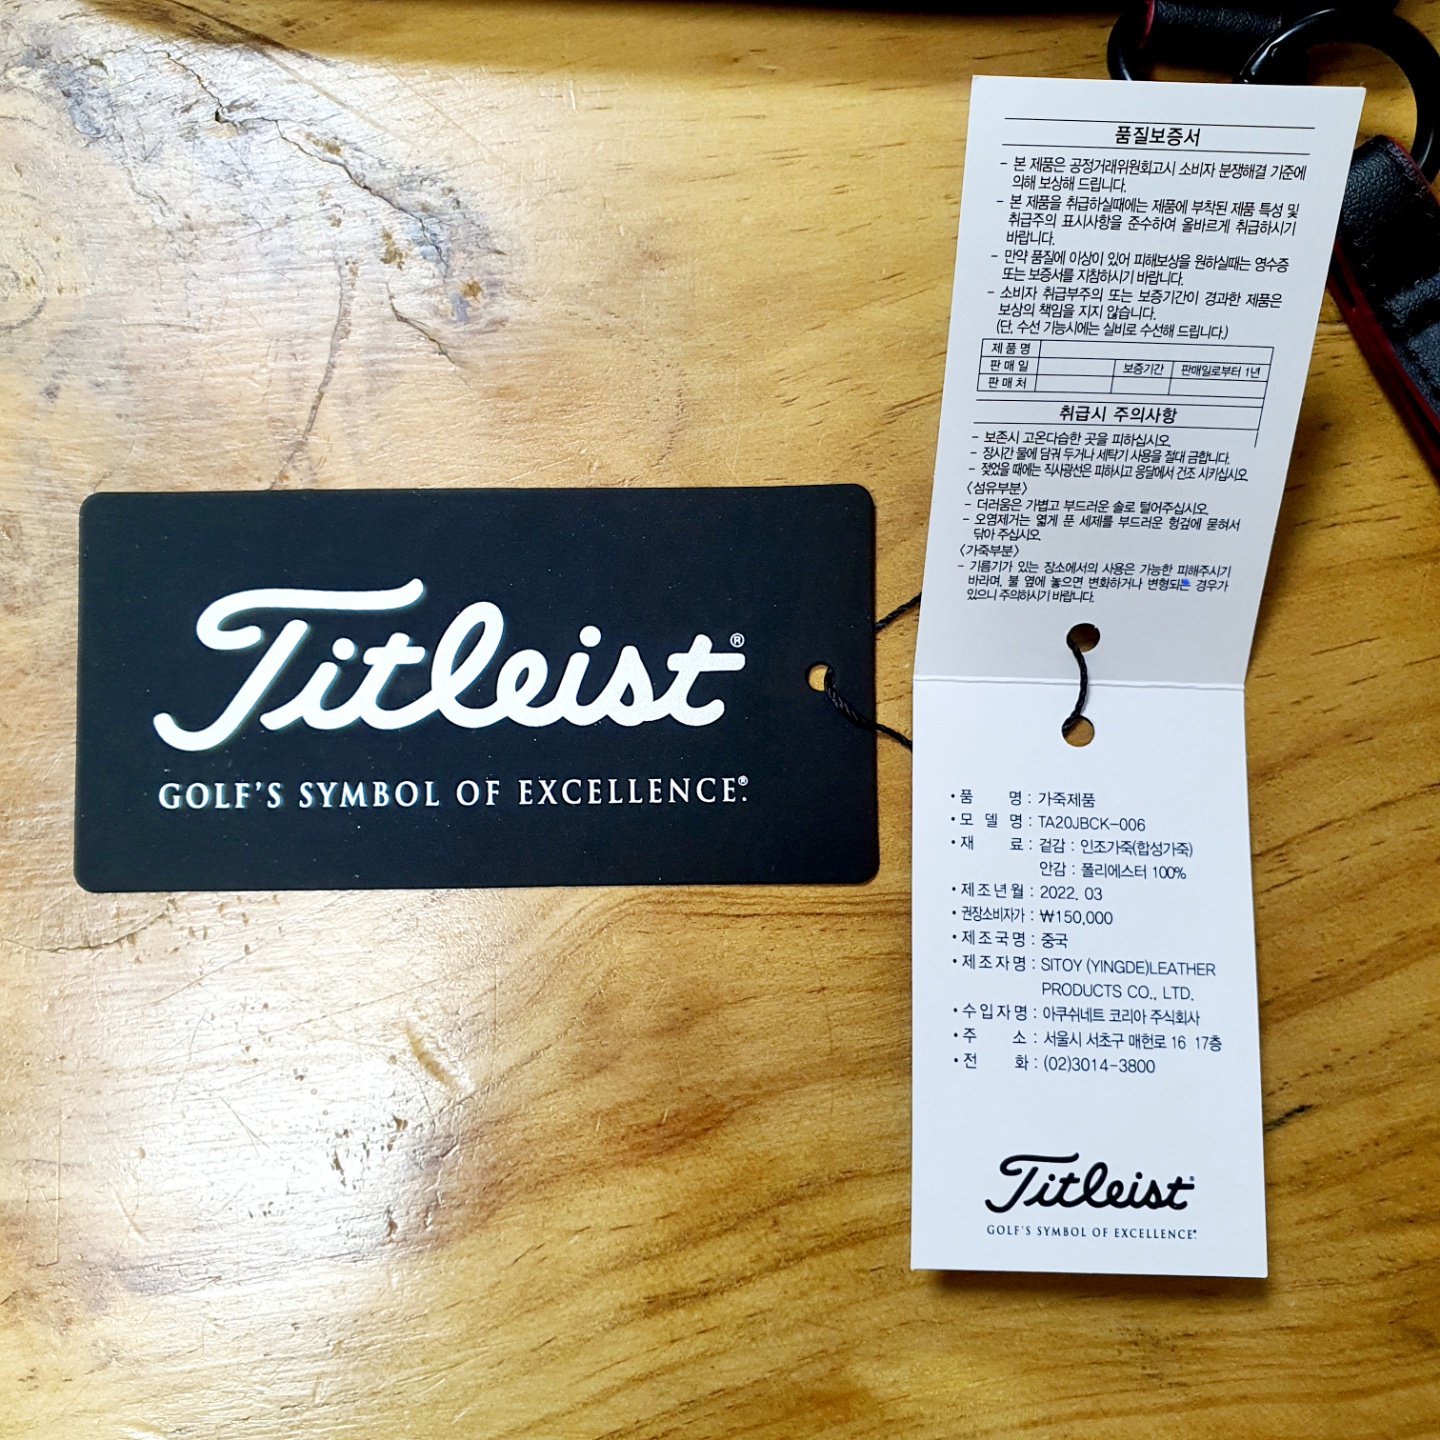 Titleist®
GOLF'S SYMBOL OF EXCELLENCE.®
품질보증서
- 본 제품은 공정거래위원회고시 소비자 분쟁해결 기준에
의해 보상해 드립니다.
- 본 제품을 취급하실때에는 제품에 부착된 제품 특성 및
취급주의 표시사항을 준수하여 올바르게 취급하시기
바랍니다.
- 만약 품질에 이상이 있어 피해보상을 원하실때는 영수증
또는 보증서를 지참하시기 바랍니다.
- 소비자 취급부주의 또는 보증기간이 경과한 제품은
보상의 책임을 지지 않습니다.
(단, 수선 가능시에는 실비로 수선해 드립니다.)
제 품 명
판 매 일 보증기간 판매일로부터 1년
판 매 처
취급시 주의사항
- 보존시 고온다습한 곳을 피하십시오.
- 장시간 물에 담궈 두거나 세탁기 사용을 절대 금합니다.
- 젖었을 때에는 직사광선은 피하시고 응달에서 건조 시키십시오.
<섬유부분>
- 더러움은 가볍고 부드러운 솔로 털어주십시오.
- 오염제거는 엷게 푼 세제를 부드러운 헝겊에 묻혀서
닦아 주십시오.
<가죽부분>
- 기름기가 있는 장소에서의 사용은 가능한 피해주시기
바라며, 불 옆에 놓으면 변화하거나 변형되는 경우가
있으니 주의하시기 바랍니다.
• 품 명 : 가죽제품
• 모 델 명 : TA20JBCK-006
• 재 료 : 겉감 : 인조가죽(합성가죽)
안감 : 폴리에스터 100%
• 제조년월 : 2022. 03
• 권장소비자가 : ₩150,000
• 제조국명 : 중국
• 제조자명 : SITOY (YINGDE)LEATHER
PRODUCTS CO., LTD.
• 수입자명 : 아쿠쉬네트 코리아 주식회사
• 주 소 : 서울시 서초구 매헌로 16 17층
• 전 화 : (02)3014-3800
Titleist
GOLF'S SYMBOL OF EXCELLENCE.®